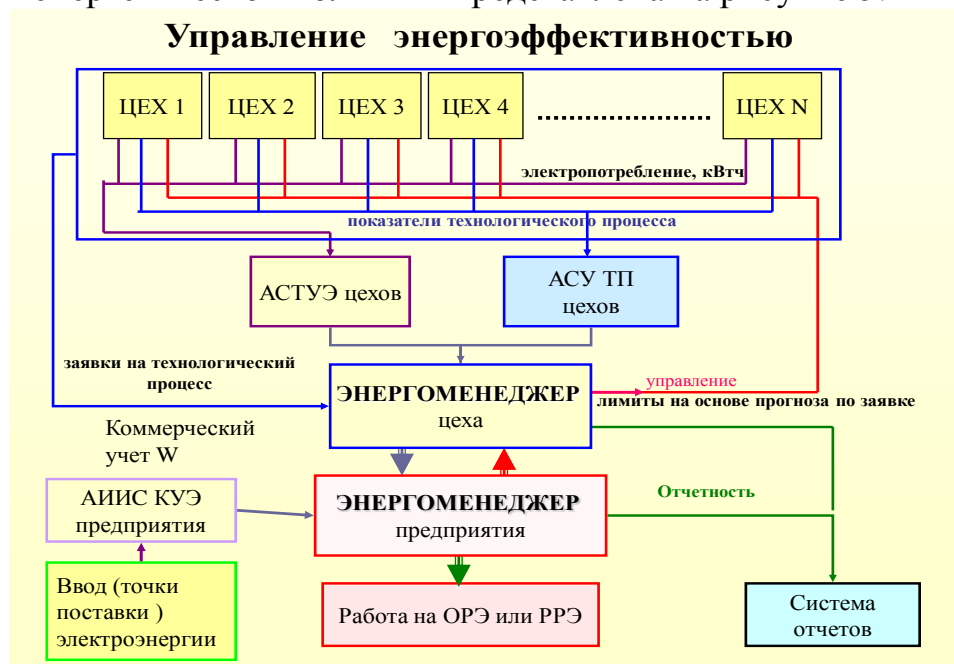 Управление энергоэффективностью
ЦЕХ 1
ЦЕХ 2
ЦЕХ 3
ЦЕХ 4
ЦЕХ N
электропотребление, кВтч
показатели технологического процесса
АСТУЭ цехов
АСУ ТП
цехов
заявки на технологический
процесс
ЭНЕРГОМЕНЕДЖЕР
цеха
управление
лимиты на основе прогноза по заявке
Коммерческий
учет W
АИИС КУЭ
предприятия
ЭНЕРГОМЕНЕДЖЕР
предприятия
Отчетность
Ввод (точки
поставки )
электроэнергии
Работа на ОРЭ или РРЭ
Система
отчетов